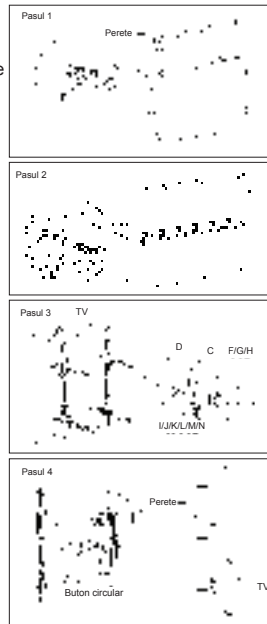 e
Pasul 1
Perete
Pasul 2
Pasul 3
TV
D
C
F/G/H
I/J/K/L/M/N
Pasul 4
Perete
TV
Buton circular